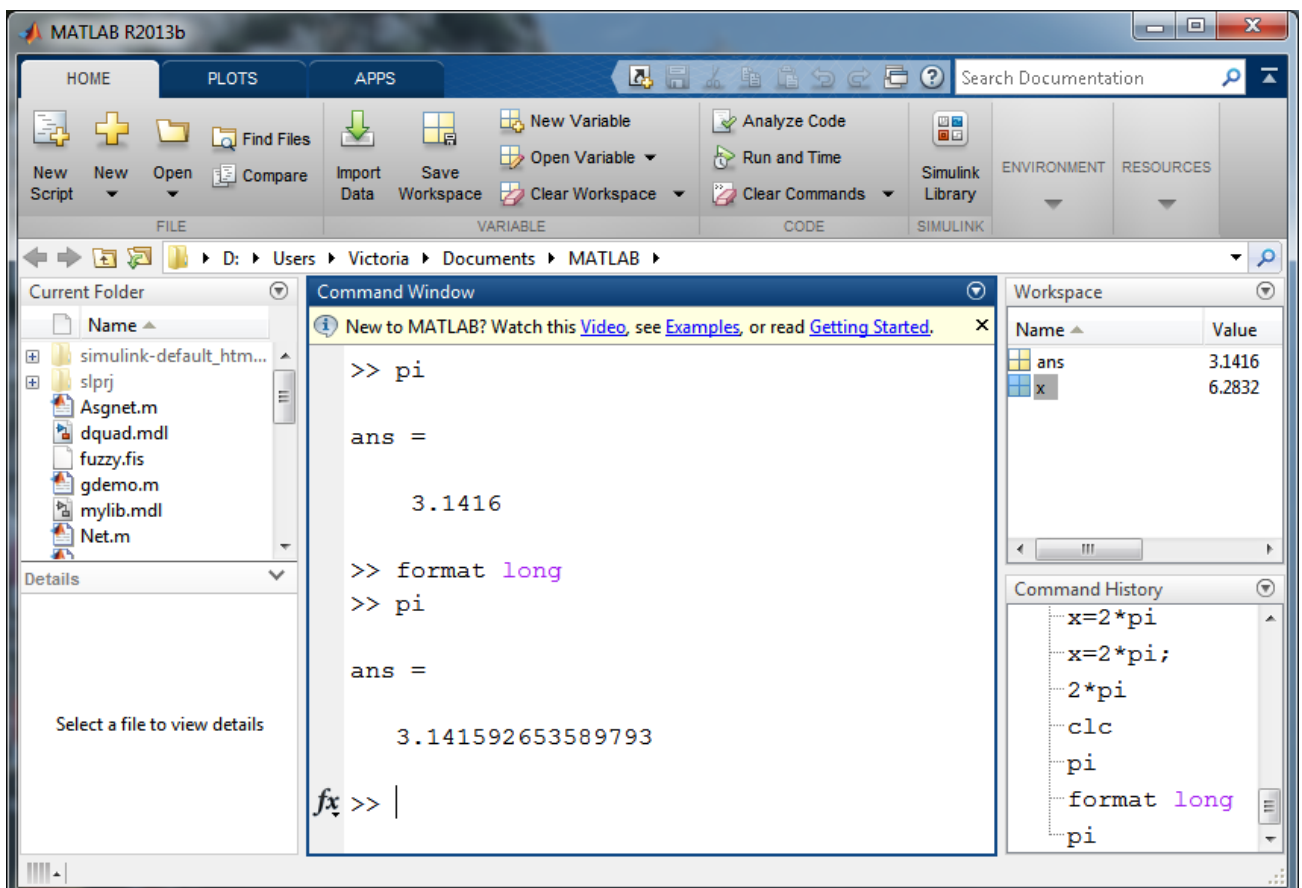 MATLAB R2013b
HOME PLOTS APPS Search Documentation
New Script
New
Open
Find Files
Compare
FILE
Import Data
Save Workspace
New Variable
Open Variable
Clear Workspace
VARIABLE
Analyze Code
Run and Time
Clear Commands
CODE
Simulink Library
SIMULINK
ENVIRONMENT
RESOURCES
D: Users Victoria Documents MATLAB
Current Folder
Name
simulink-default_htm...
slprj
Asgnet.m
dquad.mdl
fuzzy.fis
gdemo.m
mylib.mdl
Net.m
Details
Select a file to view details
Command Window
New to MATLAB? Watch this Video, see Examples, or read Getting Started.
>> pi
ans =
3.1416
>> format long
>> pi
ans =
3.141592653589793
fx >>
Workspace
Name Value
ans 3.1416
x 6.2832
Command History
x=2*pi
x=2*pi;
2*pi
clc
pi
format long
pi